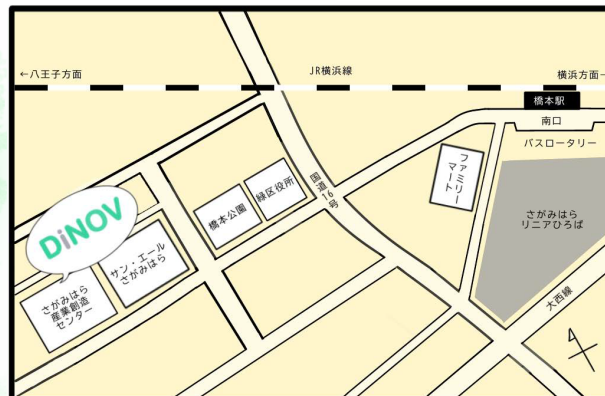 ←八王子方面
JR横浜線
横浜方面→
橋本駅
南口
バスロータリー
ファミリー
マート
さがみはら
リニアひろば
国道16号
緑区役所
橋本公園
大西線
DiNOV
サン・エール
さがみはら
さがみはら
産業創造
センター
4